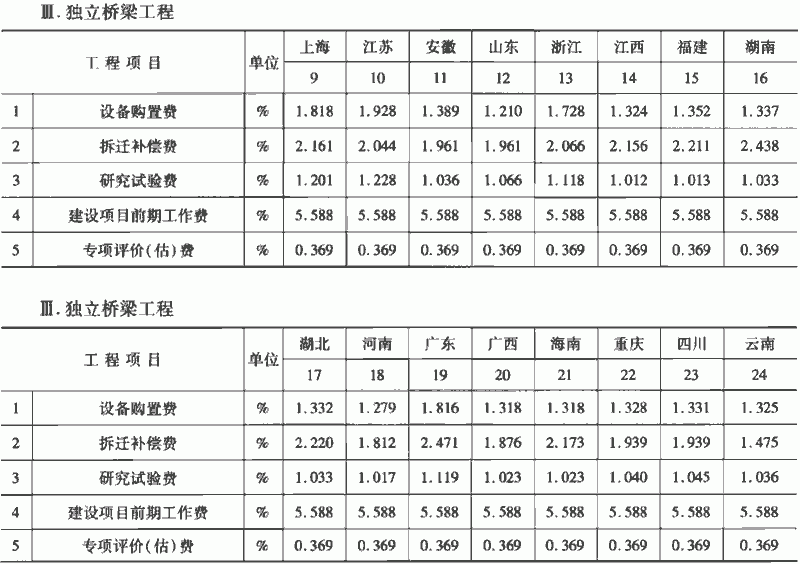 Ⅲ.独立桥梁工程
工程项目 单位 上海 江苏 安徽 山东 浙江 江西 福建 湖南
9 10 11 12 13 14 15 16
1 设备购置费 % 1.818 1.928 1.389 1.210 1.728 1.324 1.352 1.337
2 拆迁补偿费 % 2.161 2.044 1.961 1.961 2.066 2.156 2.211 2.438
3 研究试验费 % 1.201 1.228 1.036 1.066 1.118 1.012 1.013 1.033
4 建设项目前期工作费 % 5.588 5.588 5.588 5.588 5.588 5.588 5.588 5.588
5 专项评价(估)费 % 0.369 0.369 0.369 0.369 0.369 0.369 0.369 0.369
Ⅲ.独立桥梁工程
工程项目 单位 湖北 河南 广东 广西 海南 重庆 四川 云南
17 18 19 20 21 22 23 24
1 设备购置费 % 1.332 1.279 1.816 1.318 1.318 1.328 1.331 1.325
2 拆迁补偿费 % 2.220 1.812 2.471 1.876 2.173 1.939 1.939 1.475
3 研究试验费 % 1.033 1.017 1.119 1.023 1.023 1.040 1.045 1.036
4 建设项目前期工作费 % 5.588 5.588 5.588 5.588 5.588 5.588 5.588 5.588
5 专项评价(估)费 % 0.369 0.369 0.369 0.369 0.369 0.369 0.369 0.369